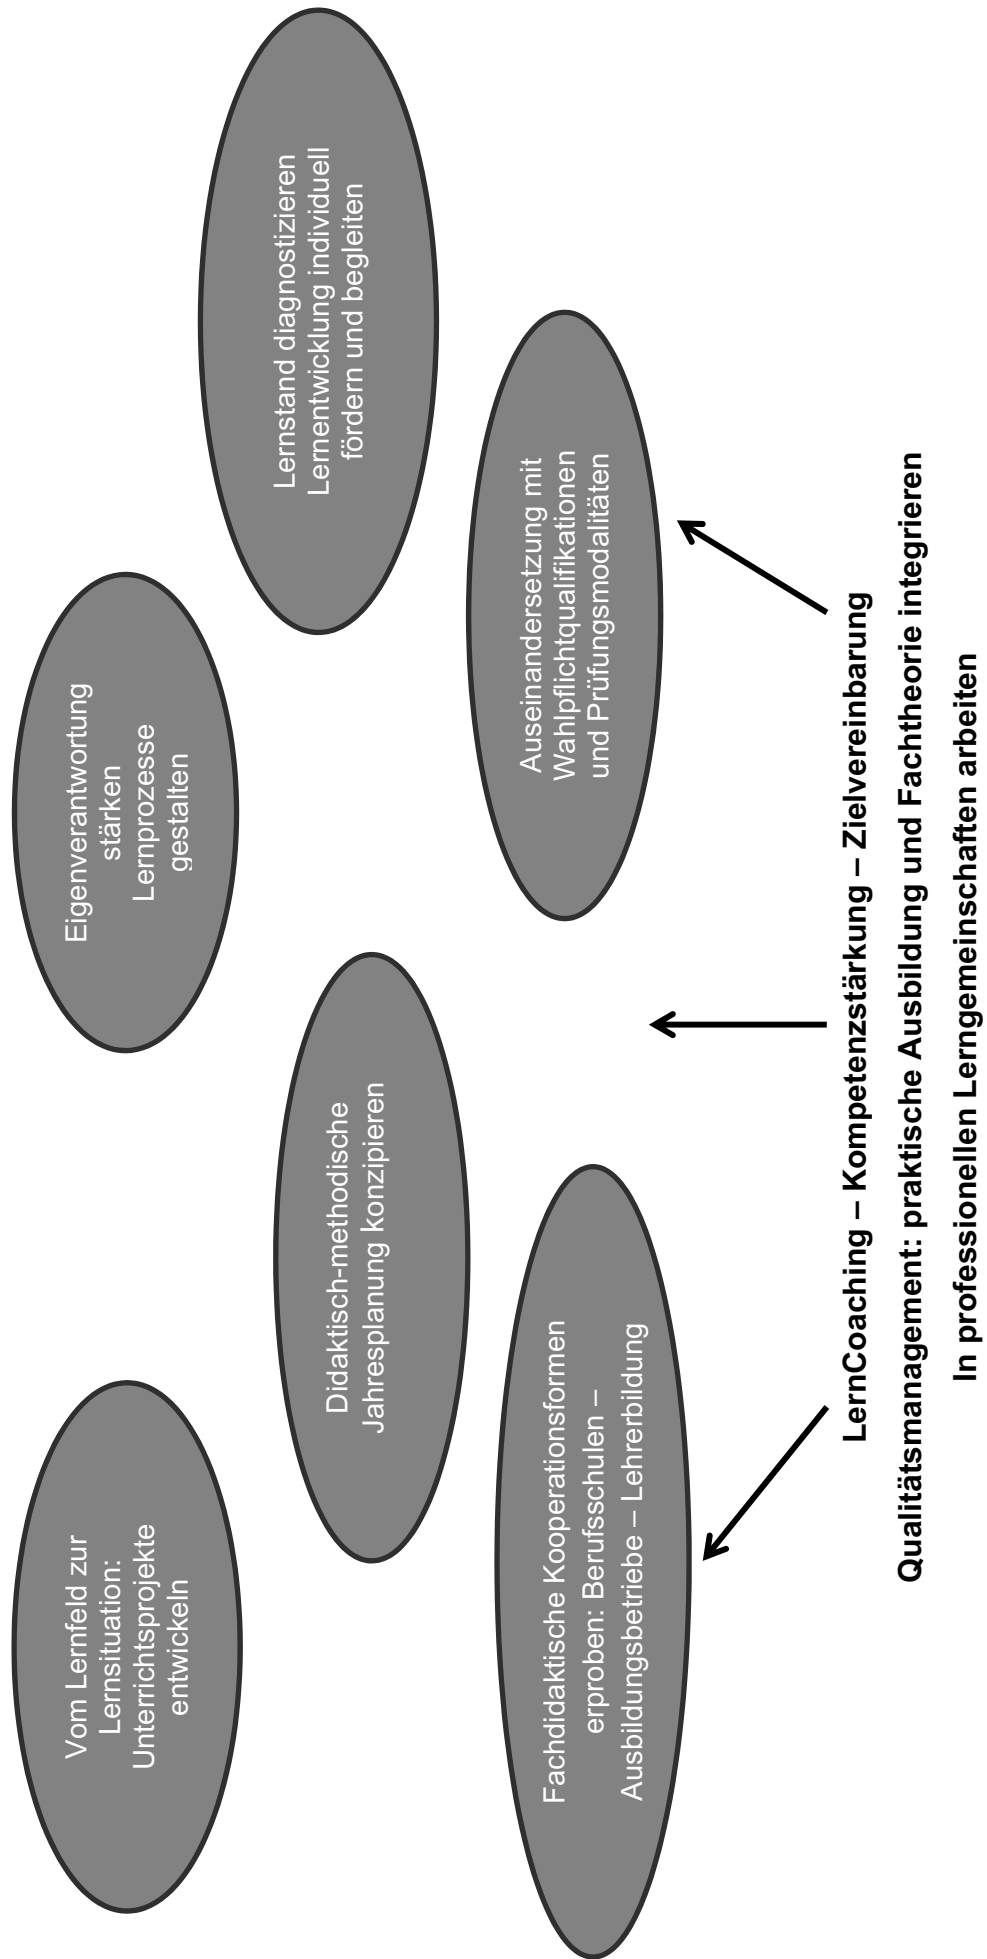 Vom Lernfeld zur
Lernsituation:
Unterrichtsprojekte
entwickeln
Eigenverantwortung
stärken
Lernprozesse
gestalten
Didaktisch-methodische
Jahresplanung konzipieren
Lernstand diagnostizieren
Lernentwicklung individuell
fördern und begleiten
Fachdidaktische Kooperationsformen
erproben: Berufsschulen –
Ausbildungsbetriebe – Lehrerbildung
Auseinandersetzung mit
Wahlpflichtqualifikationen
und Prüfungsmodalitäten
LernCoaching – Kompetenzstärkung – Zielvereinbarung
Qualitätsmanagement: praktische Ausbildung und Fachtheorie integrieren
In professionellen Lerngemeinschaften arbeiten